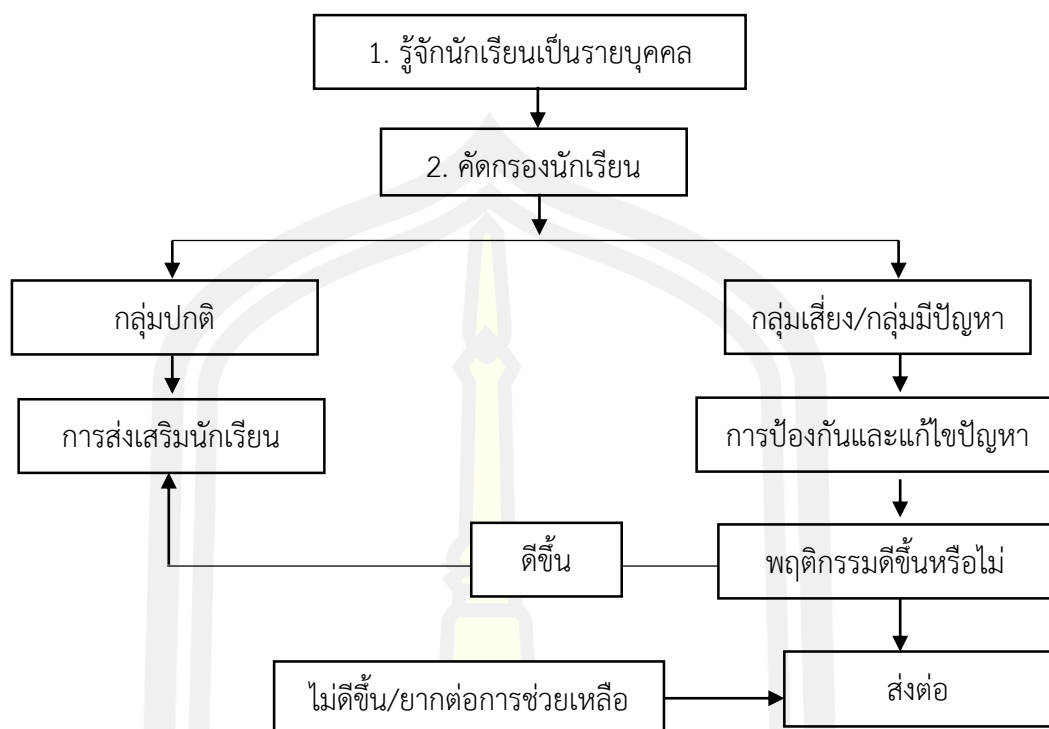 1. รู้จักนักเรียนเป็นรายบุคคล
2. คัดกรองนักเรียน
กลุ่มปกติ
กลุ่มเสี่ยง/กลุ่มมีปัญหา
การส่งเสริมนักเรียน
การป้องกันและแก้ไขปัญหา
ดีขึ้น
พฤติกรรมดีขึ้นหรือไม่
ไม่ดีขึ้น/ยากต่อการช่วยเหลือ
ส่งต่อ